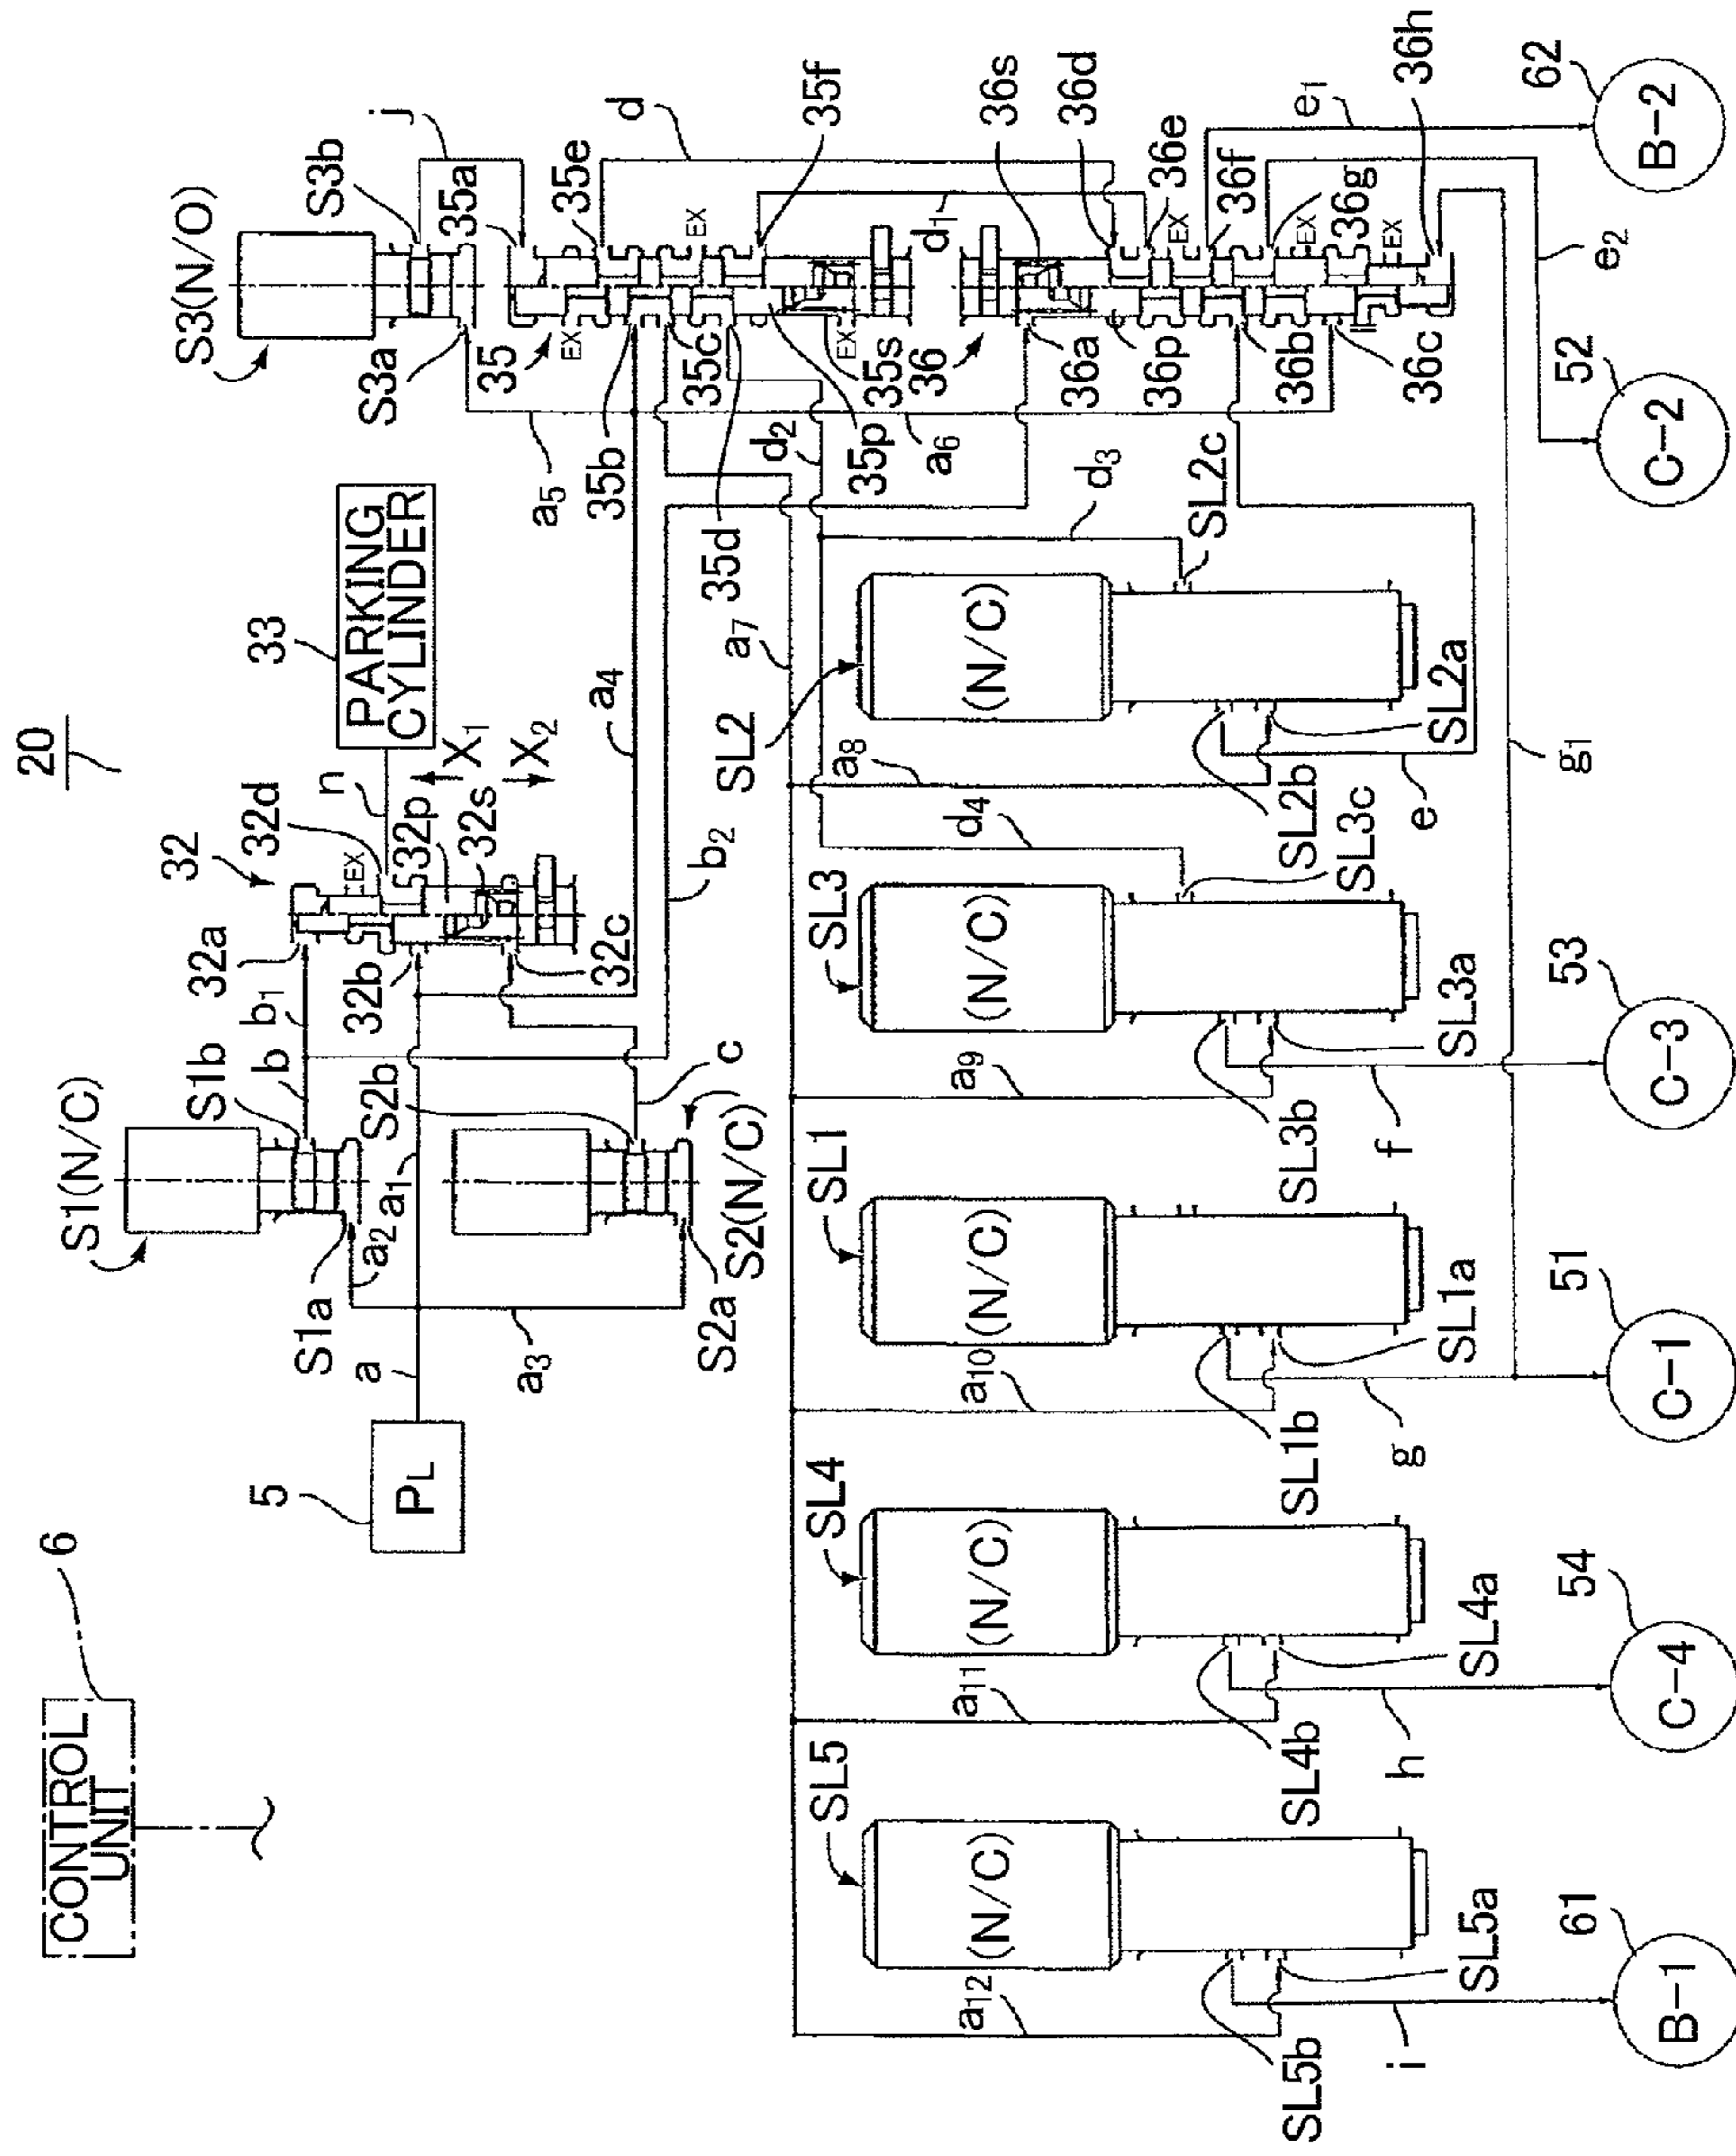 20
CONTROL
UNIT
6
5
PL
a
a1
a2
a3
S1(N/C)
S1a
S1b
b
b1
b2
S2(N/C)
S2a
S2b
c
32
32a
32b
32c
32d
32p
32s
EX
n
X1
X2
33
PARKING
CYLINDER
a4
a5
a6
a7
S3(N/O)
S3a
S3b
j
35
35a
35b
35c
35d
35e
35f
35p
35s
EX
EX
EX
d
d1
d2
d3
d4
36
36a
36b
36c
36d
36e
36f
36g
36h
36p
36s
EX
EX
EX
SL5
(N/C)
SL5a
SL5b
a12
i
SL4
(N/C)
SL4a
SL4b
a11
h
SL1
(N/C)
SL1a
SL1b
a10
g
g1
SL3
(N/C)
SL3a
SL3b
SL3c
a9
f
SL2
(N/C)
SL2a
SL2b
SL2c
a8
e
e1
e2
61
B-1
54
C-4
51
C-1
53
C-3
52
C-2
62
B-2